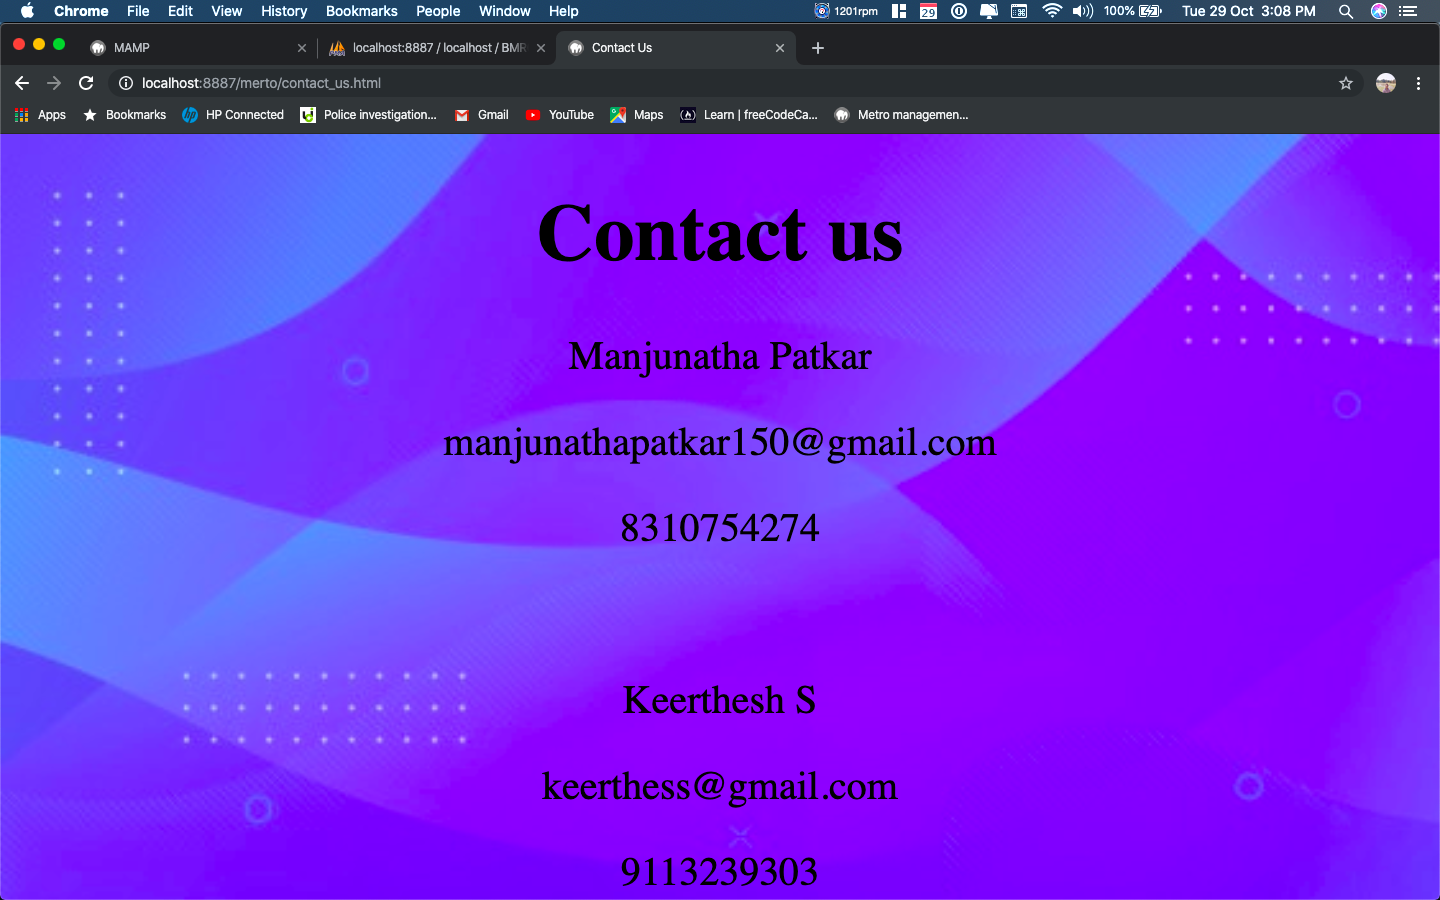 Chrome File Edit View History Bookmarks People Window Help 1201rpm 29 100% Tue 29 Oct 3:08 PM
MAMP localhost:8887 / localhost / BMR Contact Us
localhost:8887/merto/contact_us.html
Apps Bookmarks HP Connected Police investigation... Gmail YouTube Maps Learn | freeCodeCa... Metro managemen...
Contact us
Manjunatha Patkar
manjunathapatkar150@gmail.com
8310754274
Keerthesh S
keerthess@gmail.com
9113239303